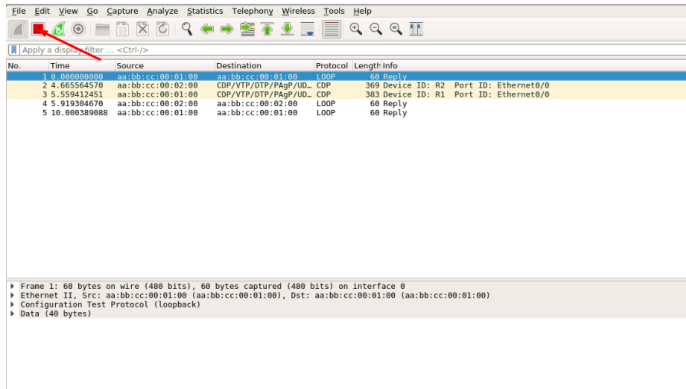 File Edit View Go Capture Analyze Statistics Telephony Wireless Tools Help
Apply a display filter ... <Ctrl-/>
No. Time Source Destination Protocol Length Info
1 0.000000000 aa:bb:cc:00:01:00 aa:bb:cc:00:01:00 LOOP 60 Reply
2 4.665564570 aa:bb:cc:00:02:00 CDP/VTP/DTP/PAgP/UD… CDP 369 Device ID: R2 Port ID: Ethernet0/0
3 5.559412451 aa:bb:cc:00:01:00 CDP/VTP/DTP/PAgP/UD… CDP 383 Device ID: R1 Port ID: Ethernet0/0
4 5.919304670 aa:bb:cc:00:02:00 aa:bb:cc:00:02:00 LOOP 60 Reply
5 10.000389088 aa:bb:cc:00:01:00 aa:bb:cc:00:01:00 LOOP 60 Reply
Frame 1: 60 bytes on wire (480 bits), 60 bytes captured (480 bits) on interface 0
Ethernet II, Src: aa:bb:cc:00:01:00 (aa:bb:cc:00:01:00), Dst: aa:bb:cc:00:01:00 (aa:bb:cc:00:01:00)
Configuration Test Protocol (loopback)
Data (40 bytes)